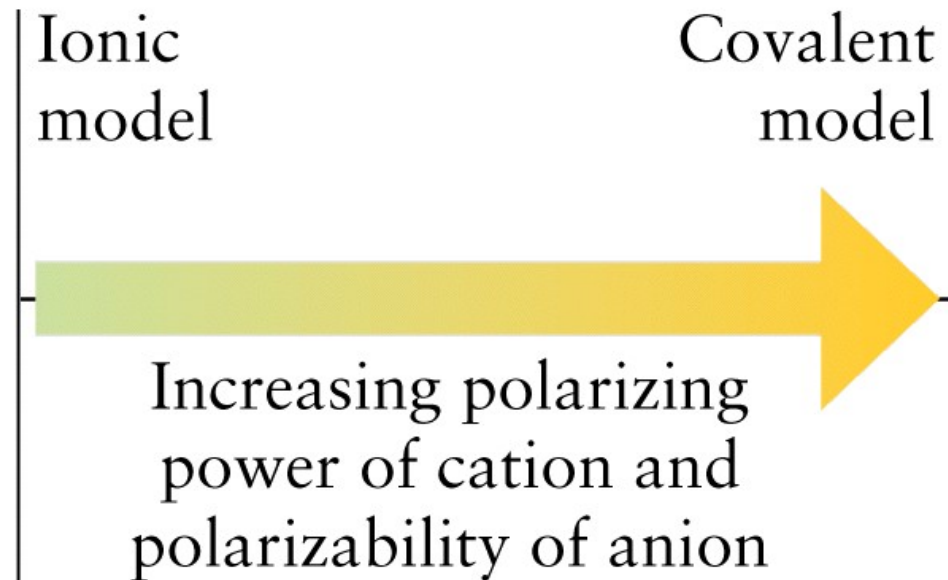 Ionic
model
Covalent
model
Increasing polarizing
power of cation and
polarizability of anion